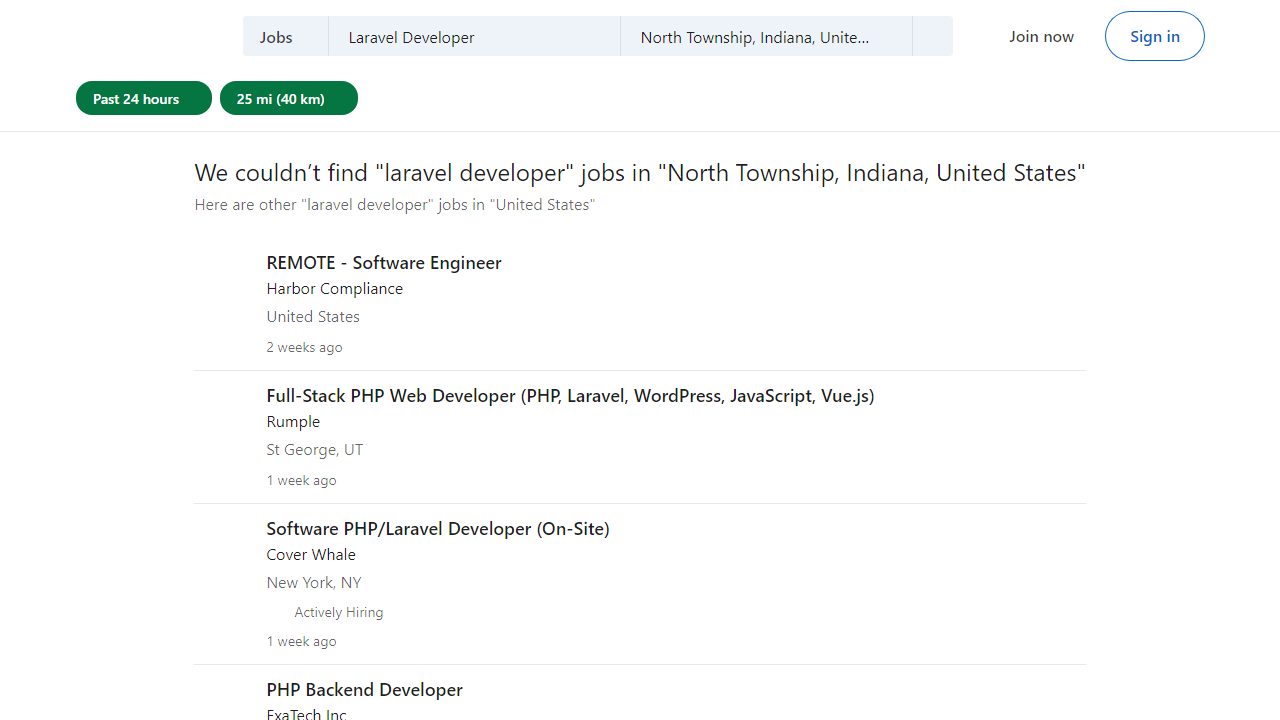 Jobs
Laravel Developer
North Township, Indiana, Unite...
Join now
Sign in
Past 24 hours
25 mi (40 km)
We couldn’t find "laravel developer" jobs in "North Township, Indiana, United States"
Here are other "laravel developer" jobs in "United States"
REMOTE - Software Engineer
Harbor Compliance
United States
2 weeks ago
Full-Stack PHP Web Developer (PHP, Laravel, WordPress, JavaScript, Vue.js)
Rumple
St George, UT
1 week ago
Software PHP/Laravel Developer (On-Site)
Cover Whale
New York, NY
Actively Hiring
1 week ago
PHP Backend Developer
ExaTech Inc